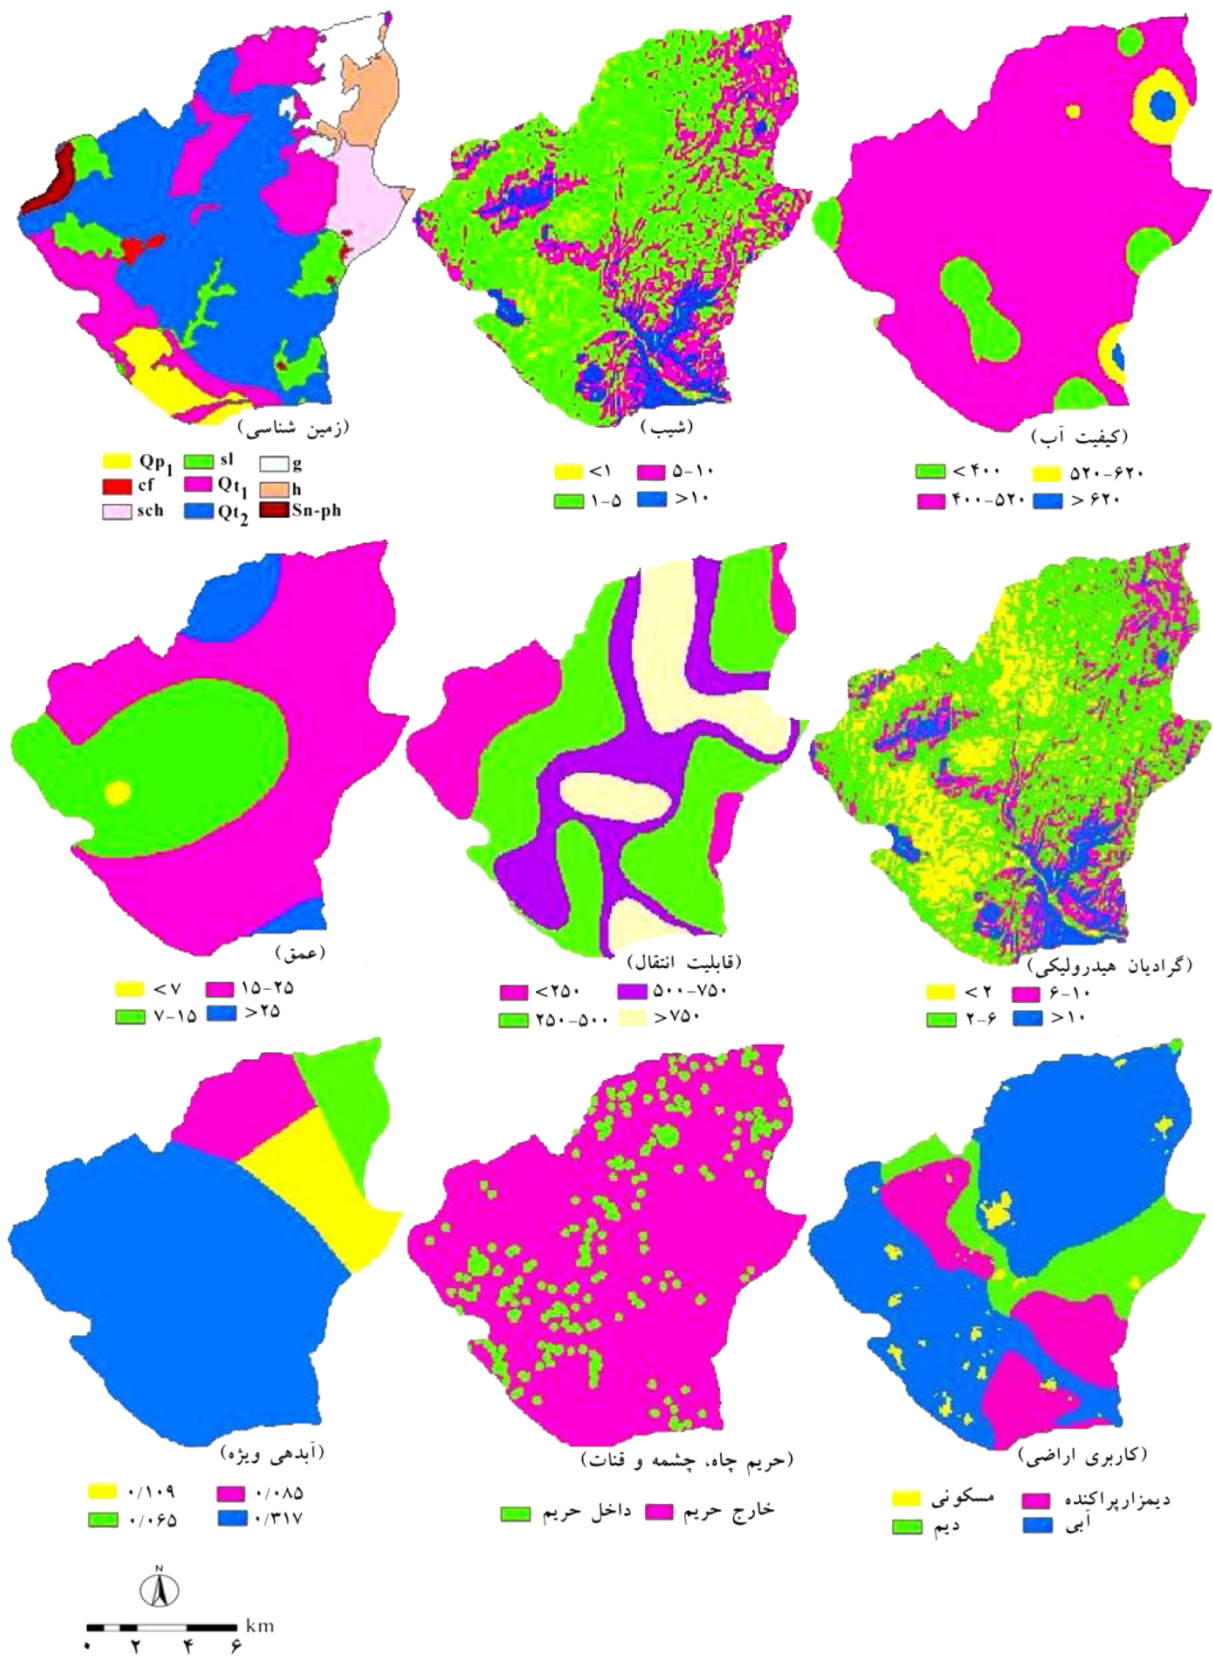 (زمین شناسی)
Qp1 sl g
cf Qt1 h
sch Qt2 Sn-ph
(شیب)
<۱ ۵-۱۰
۱-۵ >۱۰
(کیفیت آب)
<۴۰۰ ۵۲۰-۶۲۰
۴۰۰-۵۲۰ >۶۲۰
(عمق)
<۷ ۱۵-۲۵
۷-۱۵ >۲۵
(قابلیت انتقال)
<۲۵۰ ۵۰۰-۷۵۰
۲۵۰-۵۰۰ >۷۵۰
(گرادیان هیدرولیکی)
<۲ ۶-۱۰
۲-۶ >۱۰
(آبدهی ویژه)
۰/۱۰۹ ۰/۰۸۵
۰/۰۶۵ ۰/۳۱۷
(حریم چاه، چشمه و قنات)
داخل حریم خارج حریم
(کاربری اراضی)
مسکونی دیمزارپراکنده
دیم آبی
N
km
۰ ۲ ۴ ۶